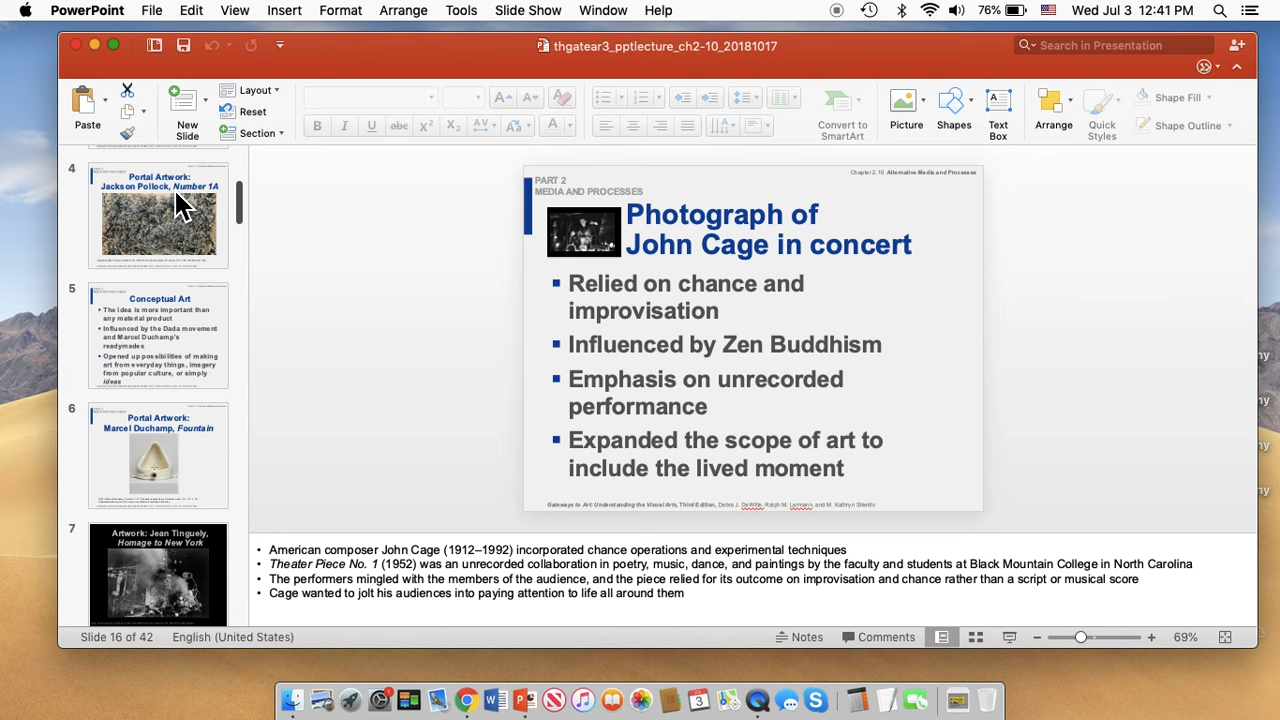 PowerPoint File Edit View Insert Format Arrange Tools Slide Show Window Help 76% Wed Jul 3 12:41 PM
thgatear3_pptlecture_ch2-10_20181017 Search in Presentation
Paste New Slide Layout Reset Section
B I U abc X² X₂ AV Aa A
Convert to SmartArt Picture Shapes Text Box Arrange Quick Styles Shape Fill Shape Outline
4
Portal Artwork:
Jackson Pollock, Number 1A
5
Conceptual Art
The idea is more important than
any material product
Influenced by the Dada movement
and Marcel Duchamp's
readymades
Opened up possibilities of making
art from everyday things, imagery
from popular culture, or simply
ideas
6
Portal Artwork:
Marcel Duchamp, Fountain
7
Artwork: Jean Tinguely,
Homage to New York
Chapter 2.10 Alternative Media and Processes
PART 2
MEDIA AND PROCESSES
Photograph of
John Cage in concert
Relied on chance and
improvisation
Influenced by Zen Buddhism
Emphasis on unrecorded
performance
Expanded the scope of art to
include the lived moment
Gateways to Art: Understanding the Visual Arts, Third Edition, Debra J. DeWitte, Ralph M. Larmann, and M. Kathryn Shields
• American composer John Cage (1912–1992) incorporated chance operations and experimental techniques
• Theater Piece No. 1 (1952) was an unrecorded collaboration in poetry, music, dance, and paintings by the faculty and students at Black Mountain College in North Carolina
• The performers mingled with the members of the audience, and the piece relied for its outcome on improvisation and chance rather than a script or musical score
• Cage wanted to jolt his audiences into paying attention to life all around them
Slide 16 of 42 English (United States) Notes Comments 69%